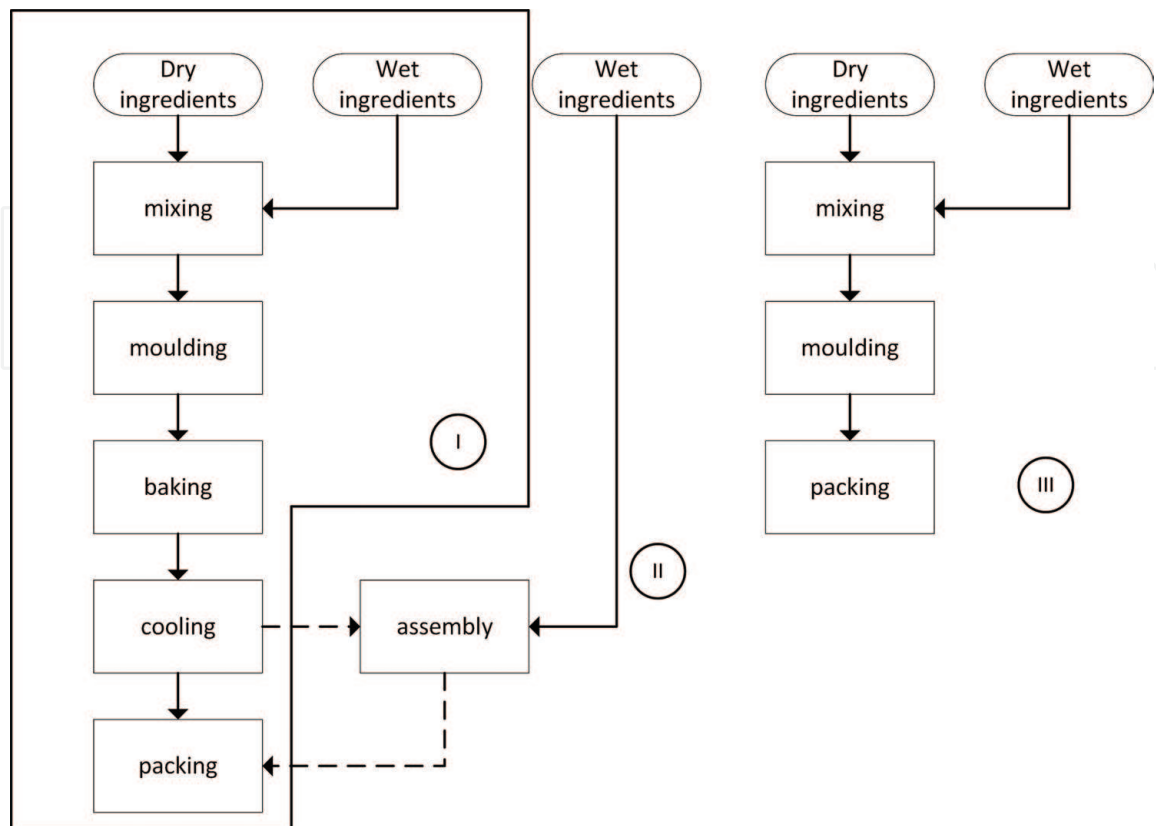 Dry
ingredients
Wet
ingredients
Wet
ingredients
Dry
ingredients
Wet
ingredients
mixing
mixing
moulding
moulding
I
baking
packing
III
II
cooling
assembly
packing